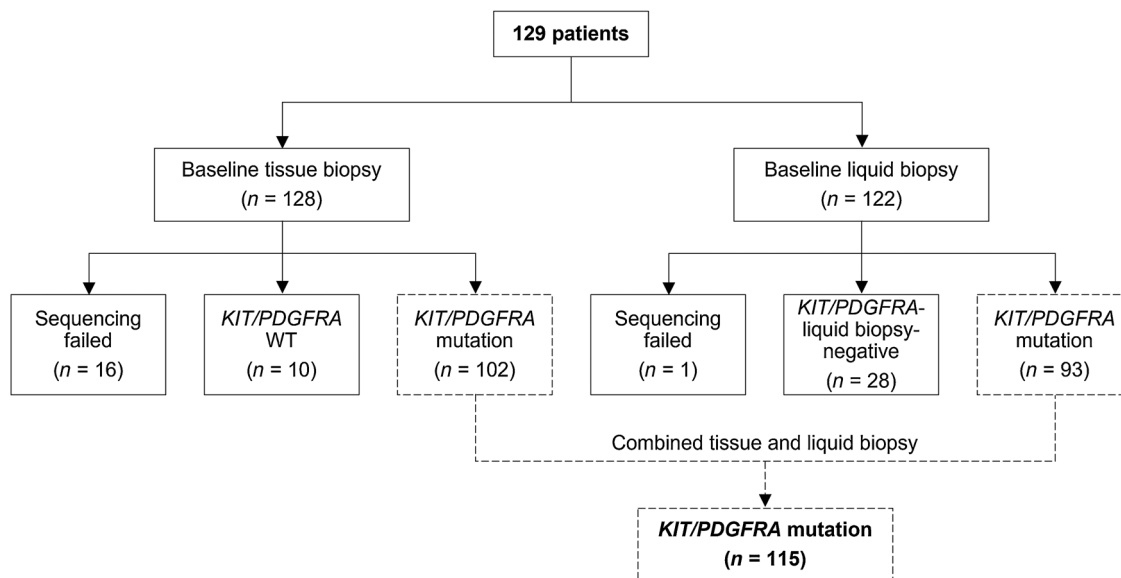 129 patients
Baseline tissue biopsy
(n = 128)
Baseline liquid biopsy
(n = 122)
Sequencing
failed
(n = 16)
KIT/PDGFRA
WT
(n = 10)
KIT/PDGFRA
mutation
(n = 102)
Sequencing
failed
(n = 1)
KIT/PDGFRA-
liquid biopsy-
negative
(n = 28)
KIT/PDGFRA
mutation
(n = 93)
Combined tissue and liquid biopsy
KIT/PDGFRA mutation
(n = 115)